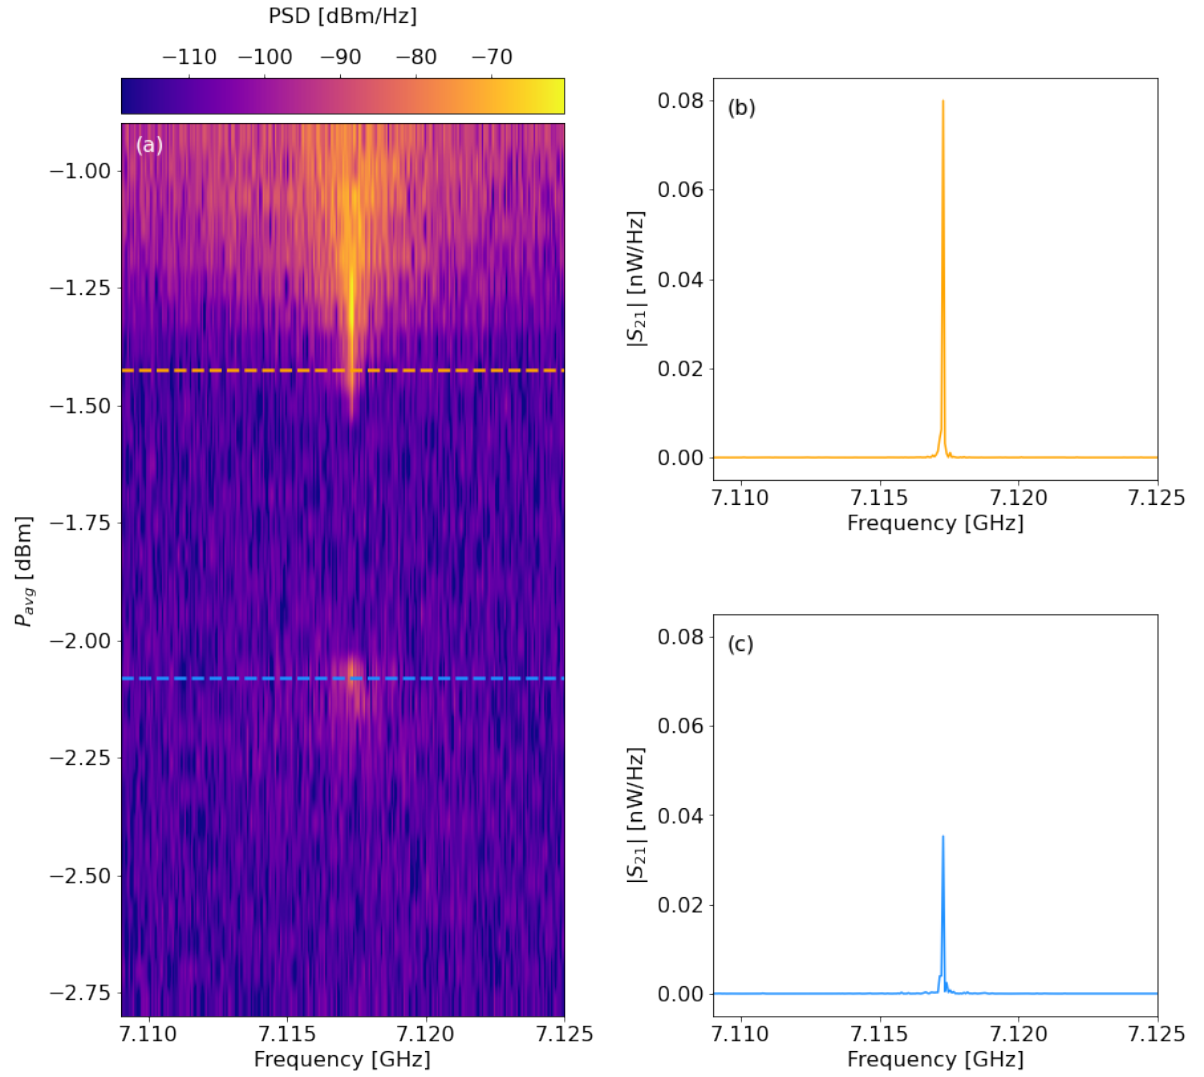 PSD [dBm/Hz]
−110 −100 −90 −80 −70
(a)
−1.00
−1.25
−1.50
−1.75
−2.00
−2.25
−2.50
−2.75
P_avg [dBm]
7.110 7.115 7.120 7.125
Frequency [GHz]
(b)
0.08
0.06
0.04
0.02
0.00
|S_21| [nW/Hz]
7.110 7.115 7.120 7.125
Frequency [GHz]
(c)
0.08
0.06
0.04
0.02
0.00
|S_21| [nW/Hz]
7.110 7.115 7.120 7.125
Frequency [GHz]